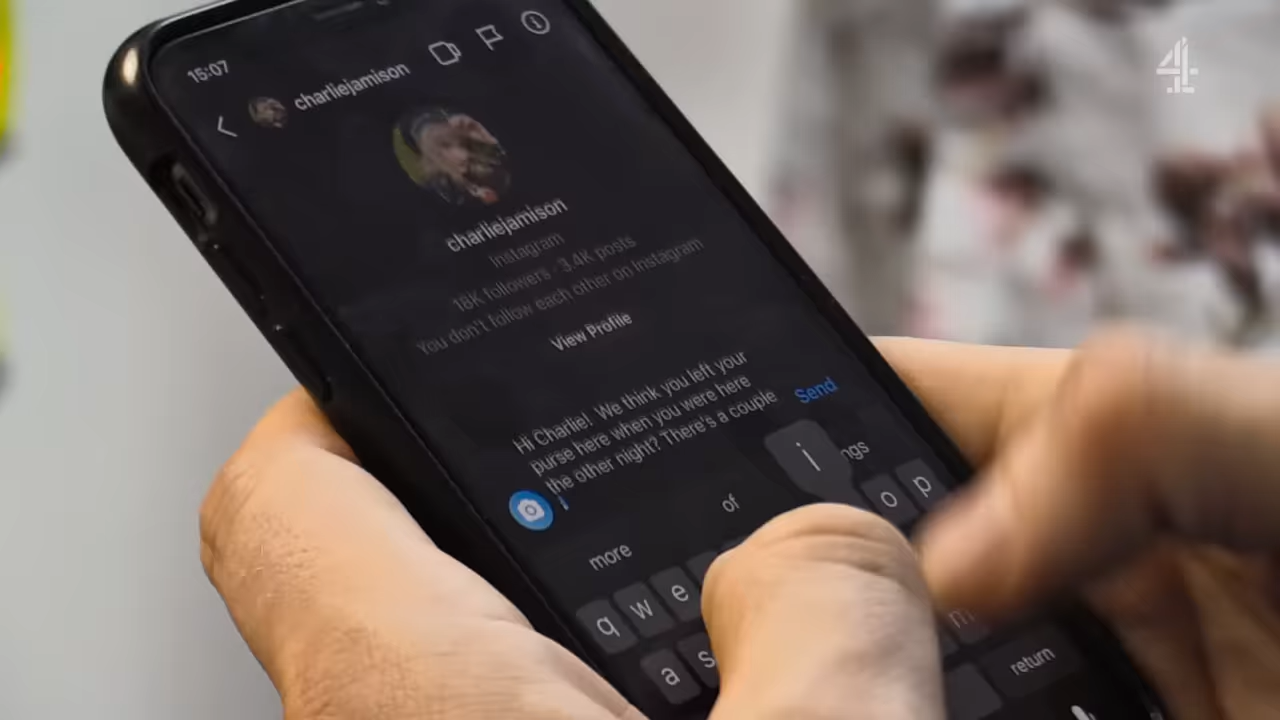 15:07
charliejamison
charliejamison
Instagram
18K followers · 3.4K posts
You don't follow each other on Instagram
View Profile
Hi Charlie! We think you left your
purse here when you were here
the other night? There's a couple
Send
i
of
ngs
more
q w e o p
a s
m
return
4